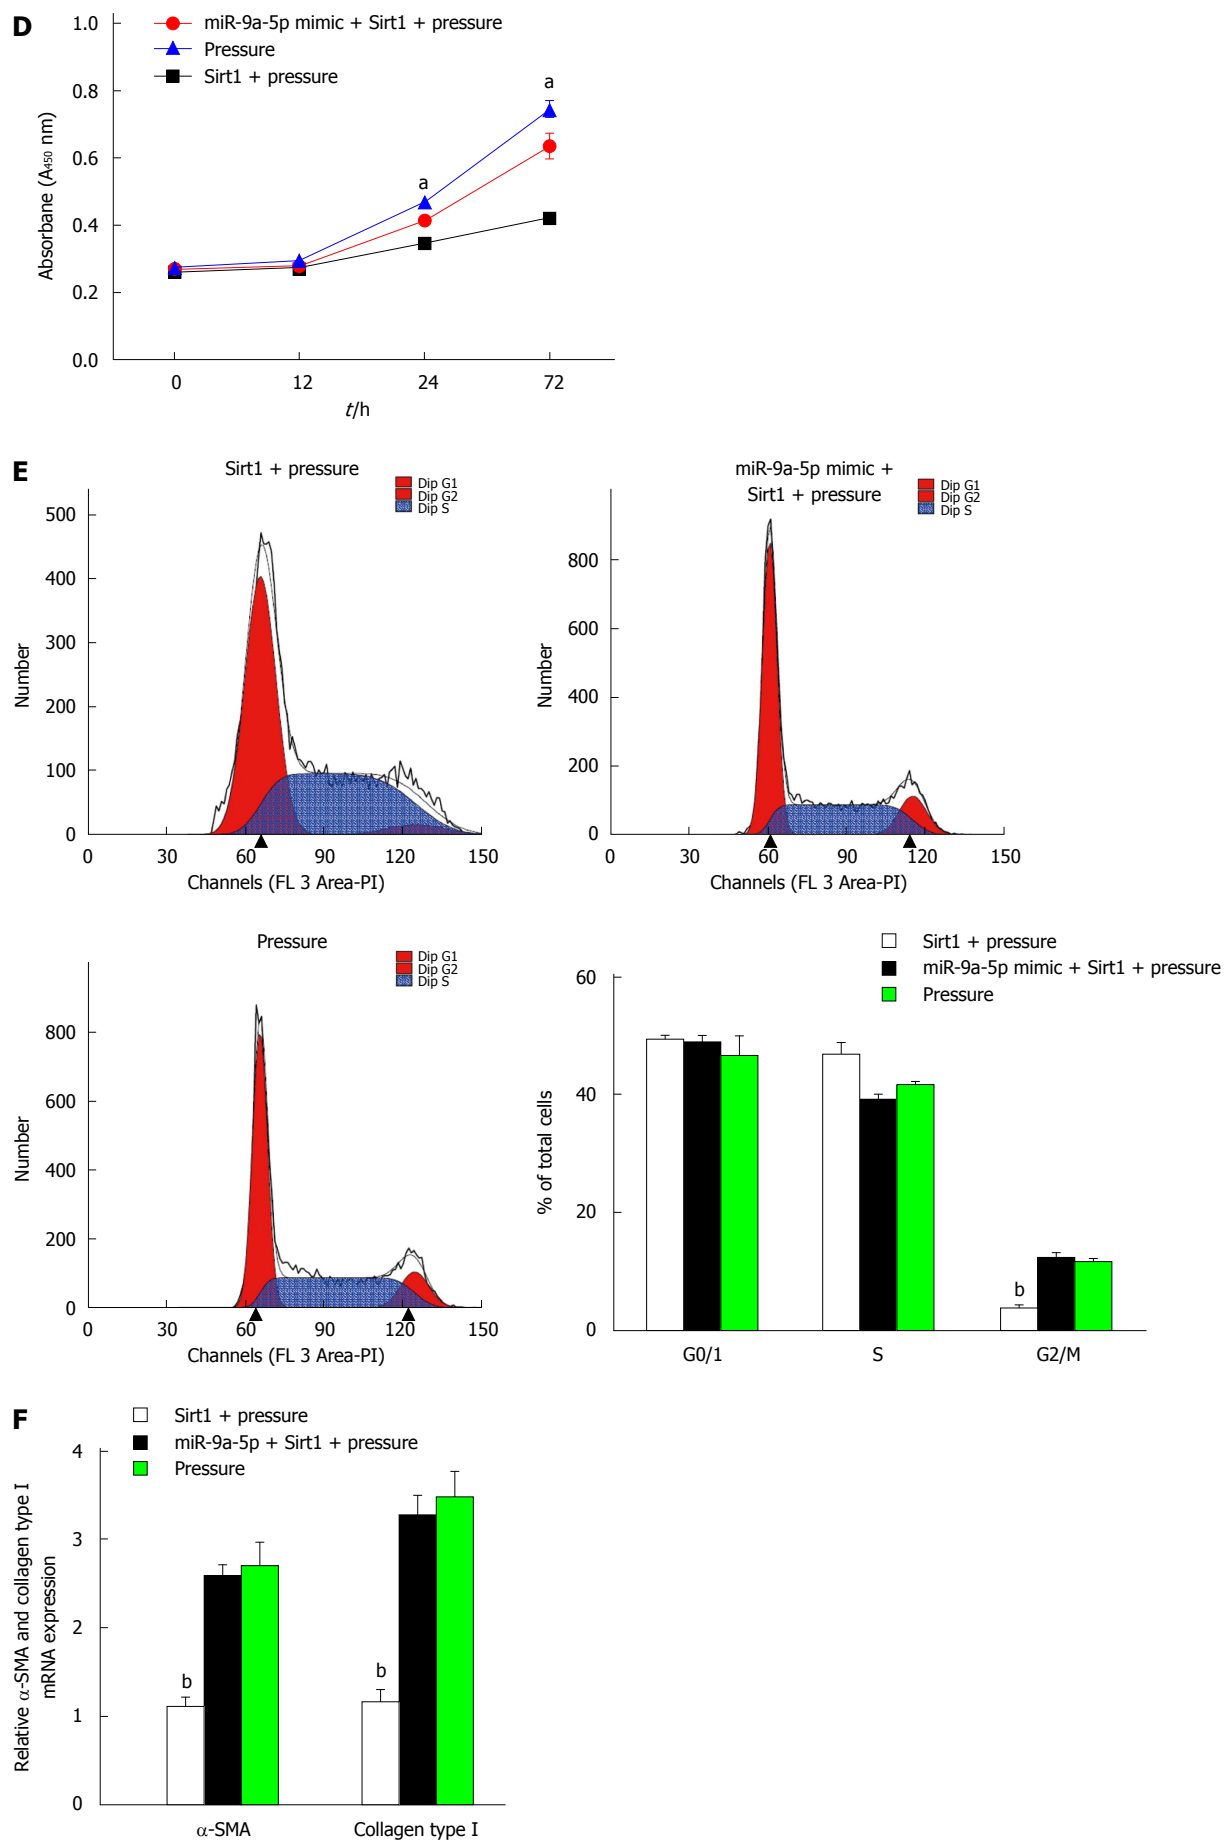 D
miR-9a-5p mimic + Sirt1 + pressure
Pressure
Sirt1 + pressure
a
a
Absorbane (A450 nm)
1.0
0.8
0.6
0.4
0.2
0.0
0 12 24 72
t/h
E
Sirt1 + pressure
Dip G1
Dip G2
Dip S
Number
500
400
300
200
100
0
0 30 60 90 120 150
Channels (FL 3 Area-PI)
miR-9a-5p mimic +
Sirt1 + pressure
Dip G1
Dip G2
Dip S
Number
800
600
400
200
0
0 30 60 90 120 150
Channels (FL 3 Area-PI)
Pressure
Dip G1
Dip G2
Dip S
Number
800
600
400
200
0
0 30 60 90 120 150
Channels (FL 3 Area-PI)
Sirt1 + pressure
miR-9a-5p mimic + Sirt1 + pressure
Pressure
% of total cells
60
40
20
0
b
G0/1 S G2/M
F
Sirt1 + pressure
miR-9a-5p + Sirt1 + pressure
Pressure
Relative α-SMA and collagen type I
mRNA expression
4
3
2
1
0
b
b
α-SMA Collagen type I